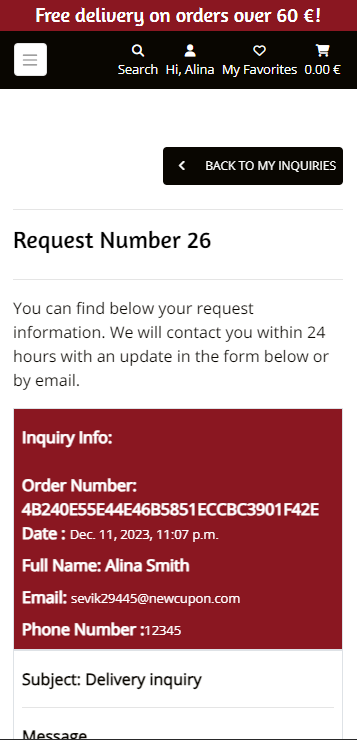 Free delivery on orders over 60 €!
Search Hi, Alina My Favorites 0.00 €
BACK TO MY INQUIRIES
Request Number 26
You can find below your request
information. We will contact you within 24
hours with an update in the form below or
by email.
Inquiry Info:
Order Number:
4B240E55E44E46B5851ECCBC3901F42E
Date : Dec. 11, 2023, 11:07 p.m.
Full Name: Alina Smith
Email: sevik29445@newcupon.com
Phone Number :12345
Subject: Delivery inquiry
Message